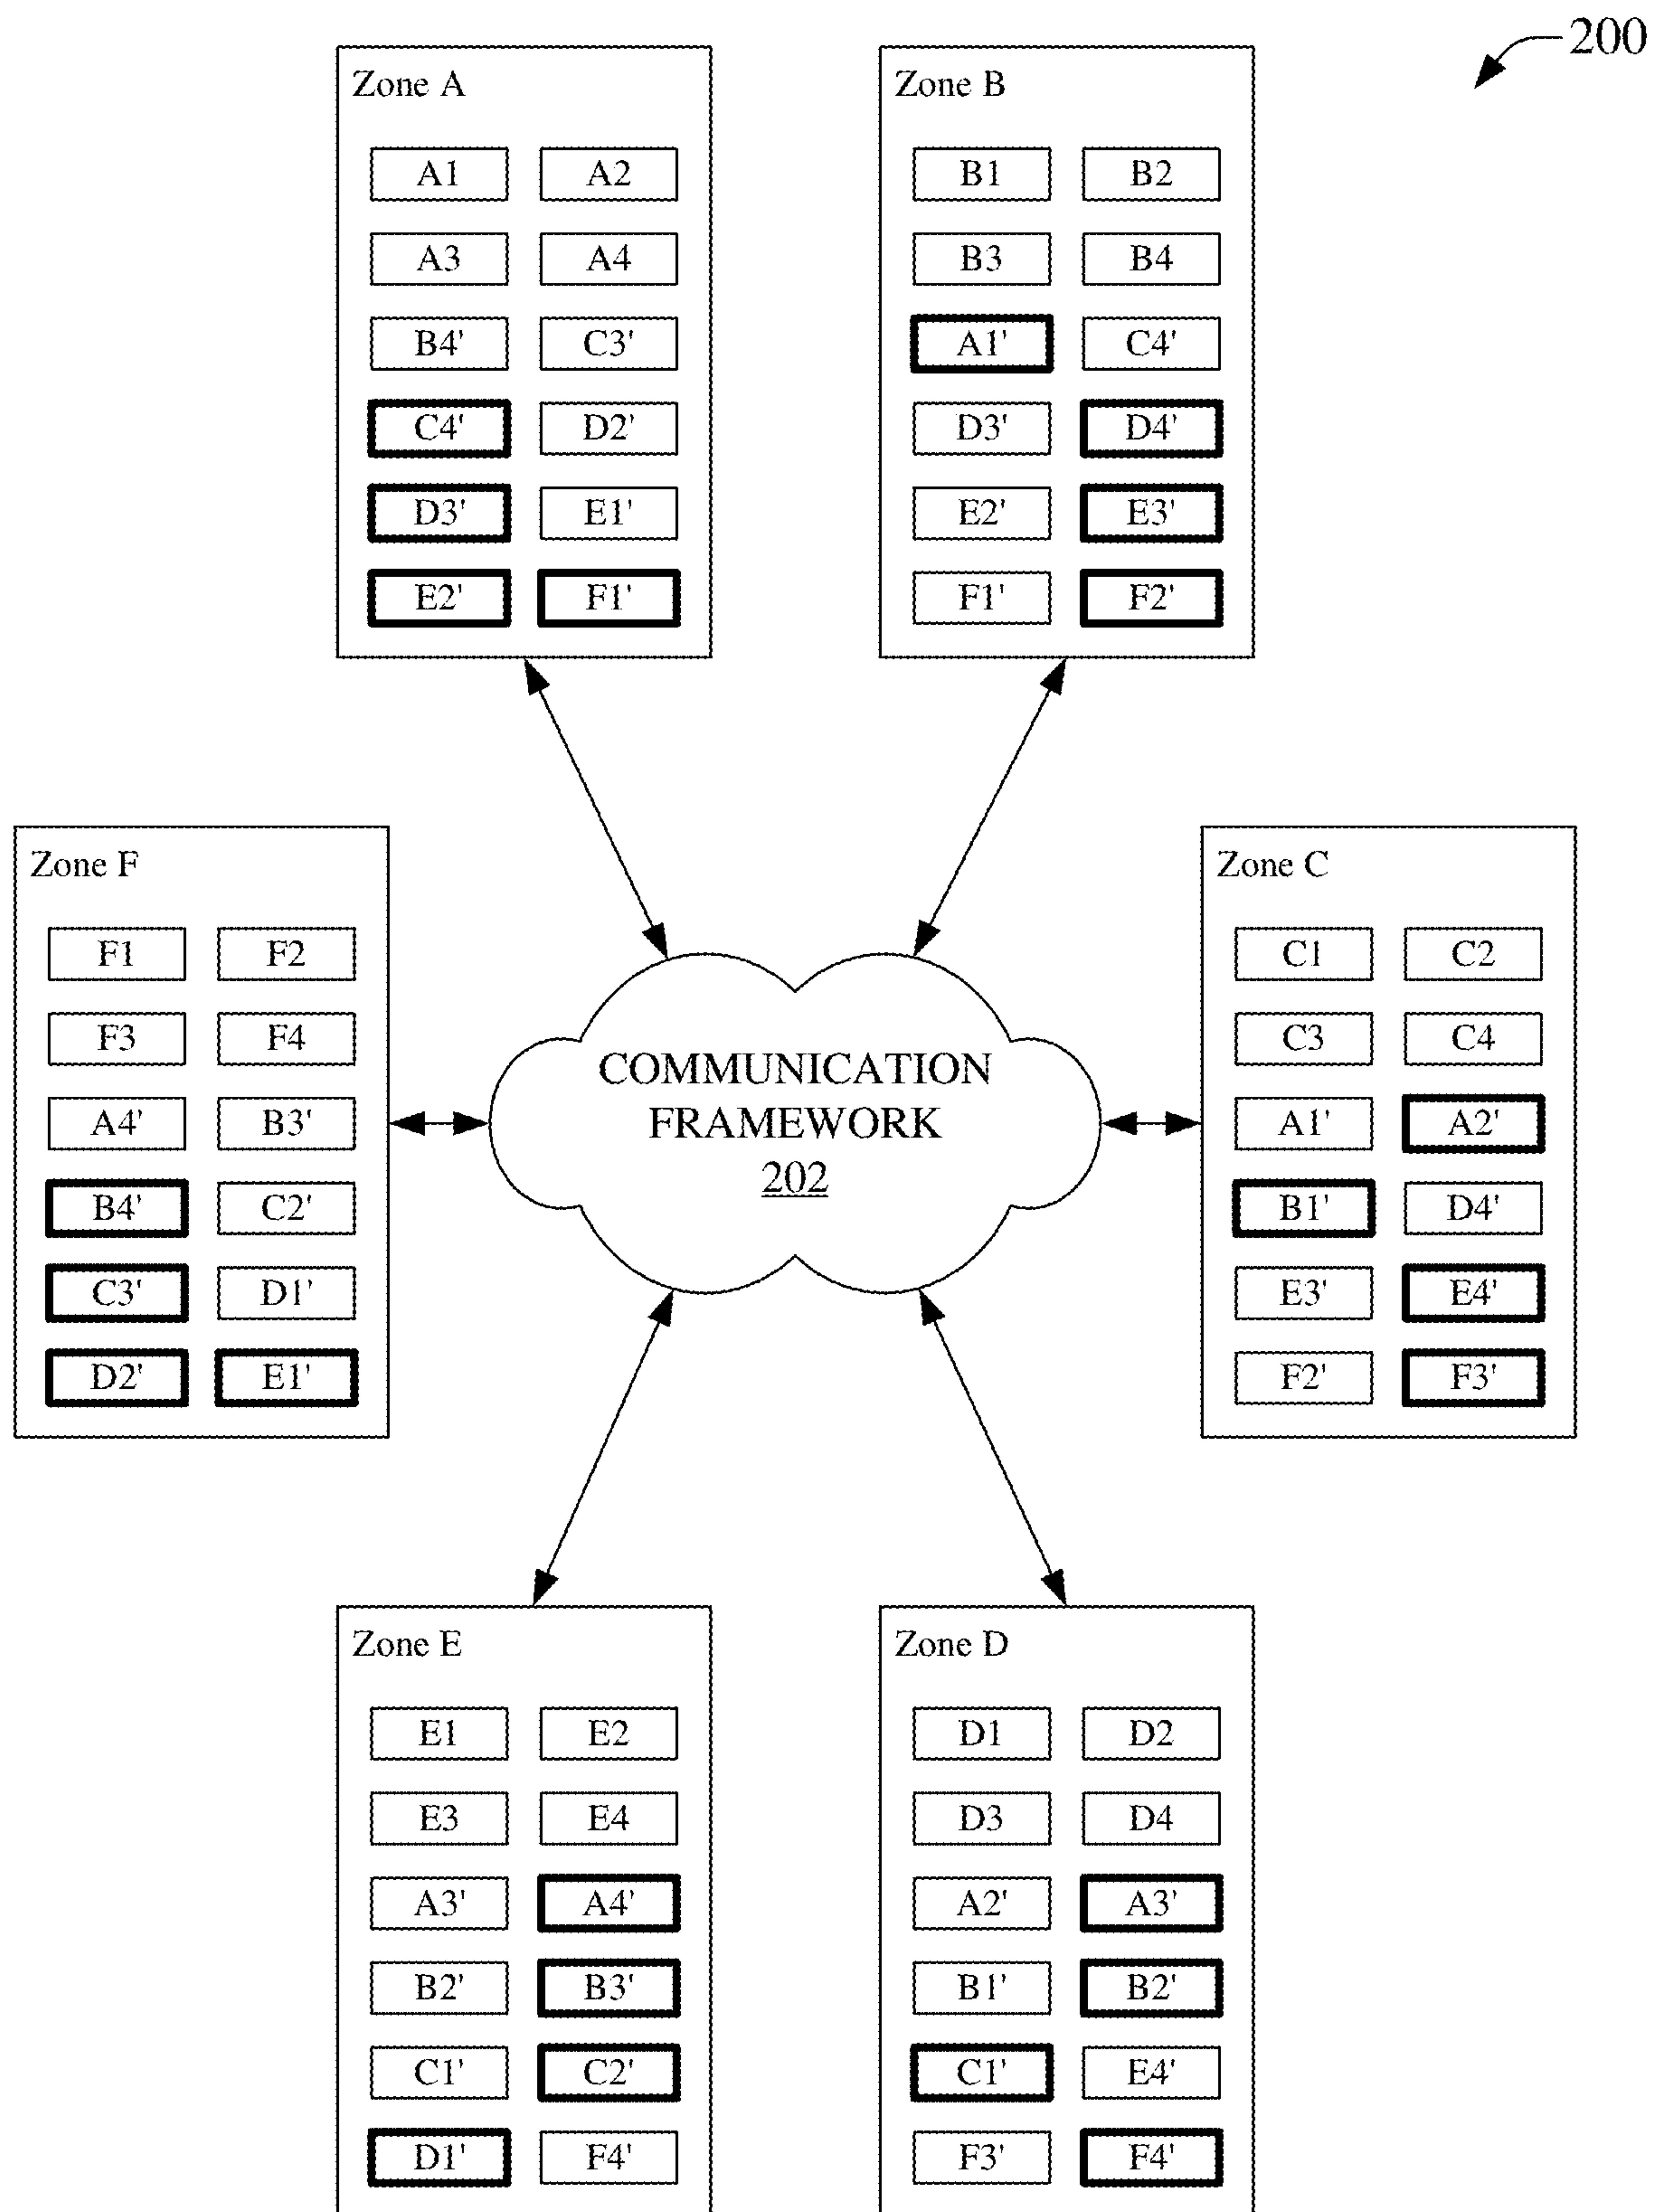 200
Zone A
A1 A2
A3 A4
B4' C3'
C4' D2'
D3' E1'
E2' F1'
Zone B
B1 B2
B3 B4
A1' C4'
D3' D4'
E2' E3'
F1' F2'
Zone F
F1 F2
F3 F4
A4' B3'
B4' C2'
C3' D1'
D2' E1'
COMMUNICATION
FRAMEWORK
202
Zone C
C1 C2
C3 C4
A1' A2'
B1' D4'
E3' E4'
F2' F3'
Zone E
E1 E2
E3 E4
A3' A4'
B2' B3'
C1' C2'
D1' F4'
Zone D
D1 D2
D3 D4
A2' A3'
B1' B2'
C1' E4'
F3' F4'